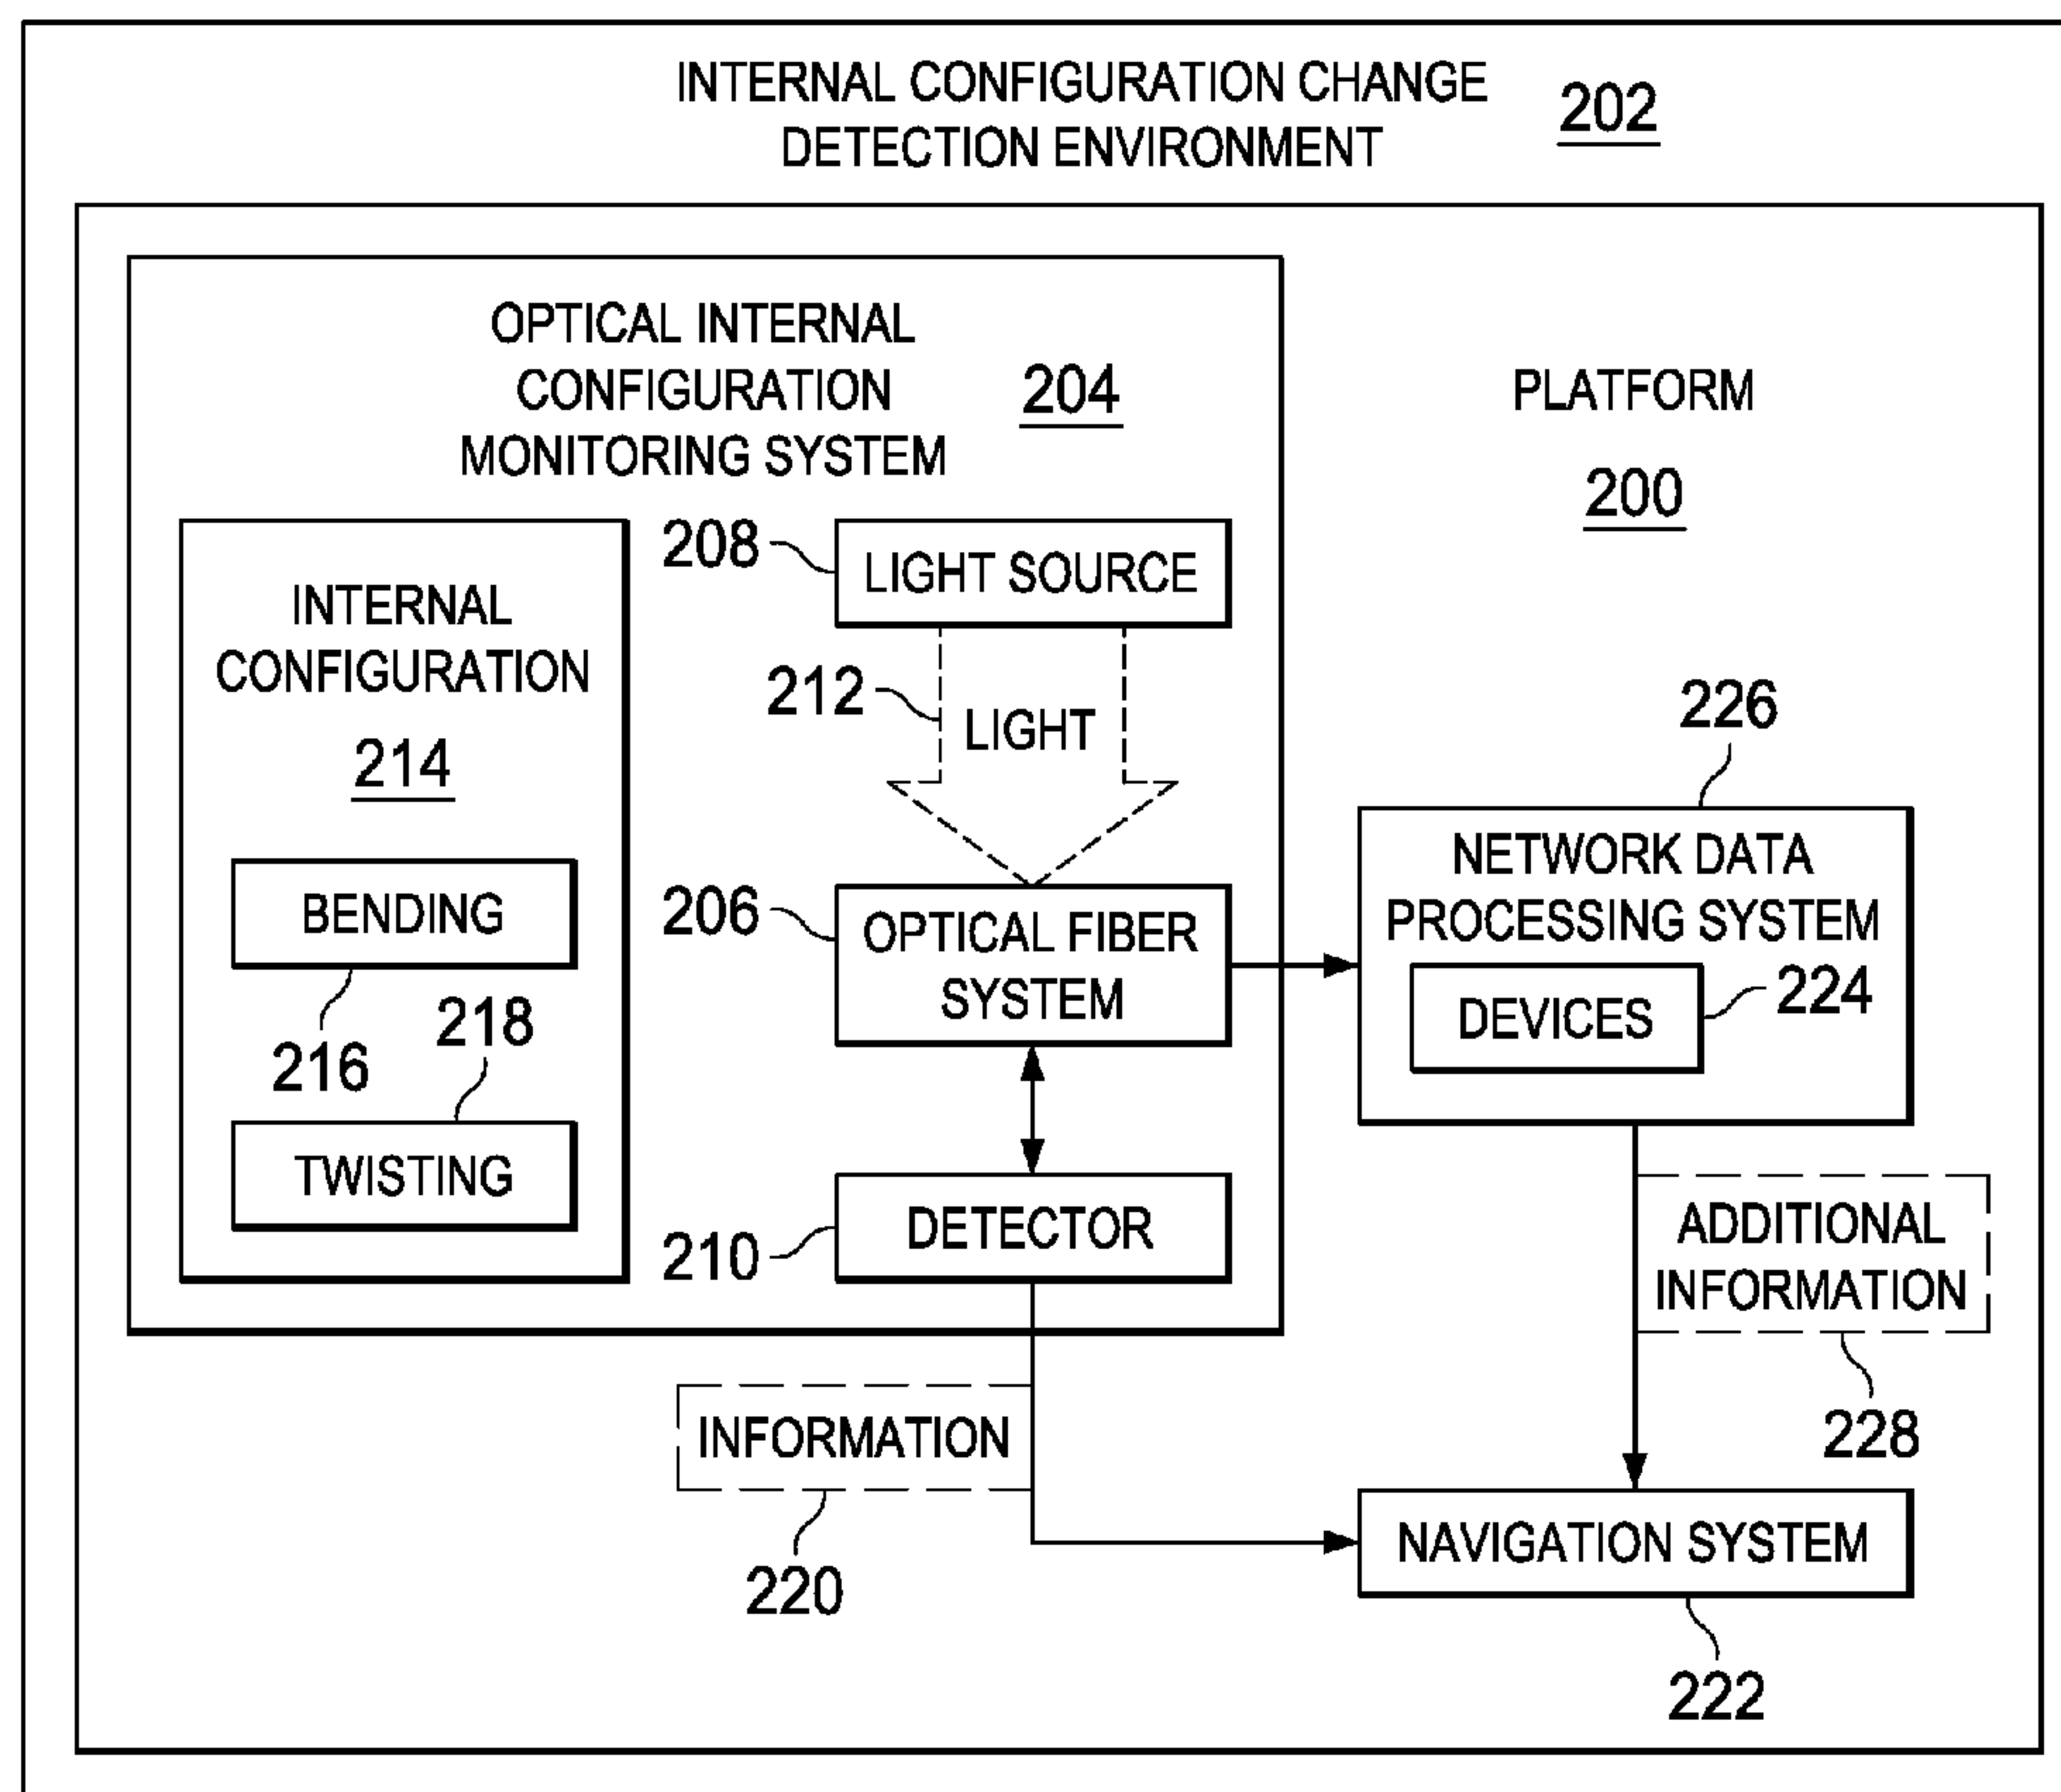 INTERNAL CONFIGURATION CHANGE
DETECTION ENVIRONMENT
202
OPTICAL INTERNAL
CONFIGURATION
MONITORING SYSTEM
204
PLATFORM
200
INTERNAL
CONFIGURATION
214
BENDING
216
218
TWISTING
208
LIGHT SOURCE
212
LIGHT
206
OPTICAL FIBER
SYSTEM
210
DETECTOR
226
NETWORK DATA
PROCESSING SYSTEM
DEVICES
224
ADDITIONAL
INFORMATION
228
INFORMATION
220
NAVIGATION SYSTEM
222